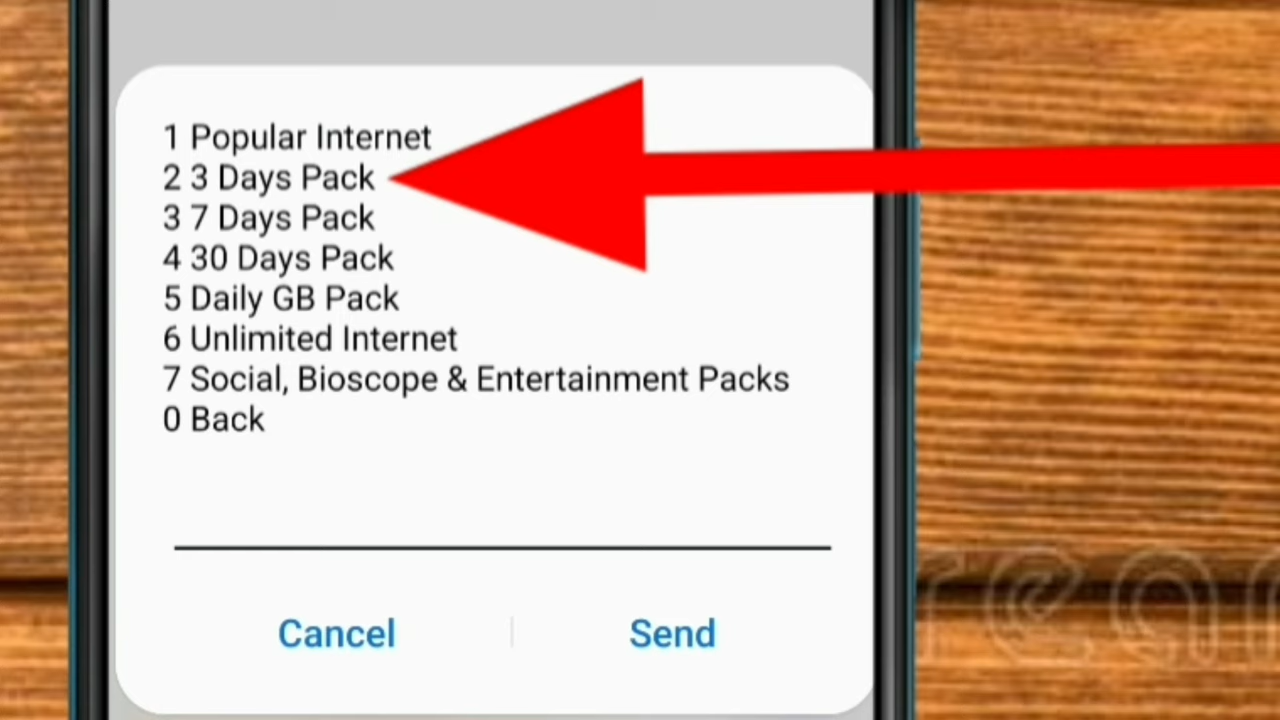 1 Popular Internet
2 3 Days Pack
3 7 Days Pack
4 30 Days Pack
5 Daily GB Pack
6 Unlimited Internet
7 Social, Bioscope & Entertainment Packs
0 Back
Cancel
Send